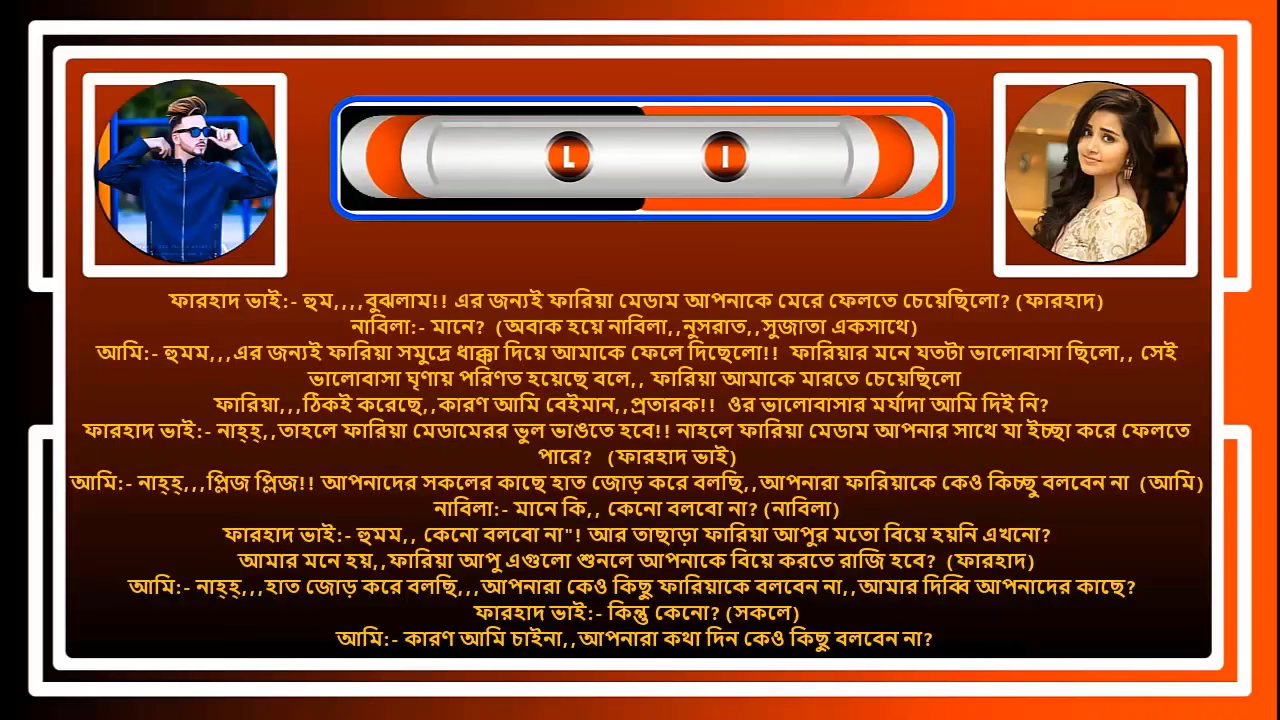 L I
ফারহাদ ভাই:- হুম,,,,বুঝলাম!! এর জন্যই ফারিয়া মেডাম আপনাকে মেরে ফেলতে চেয়েছিলো? (ফারহাদ)
নাবিলা:- মানে? (অবাক হয়ে নাবিলা,,নুসরাত,,সুজাতা একসাথে)
আমি:- হুমম,,,এর জন্যই ফারিয়া সমুদ্রে ধাক্কা দিয়ে আমাকে ফেলে দিছেলো!! ফারিয়ার মনে যতটা ভালোবাসা ছিলো,, সেই
ভালোবাসা ঘৃণায় পরিণত হয়েছে বলে,, ফারিয়া আমাকে মারতে চেয়েছিলো
ফারিয়া,,,ঠিকই করেছে,,কারণ আমি বেইমান,,প্রতারক!! ওর ভালোবাসার মর্যাদা আমি দিই নি?
ফারহাদ ভাই:- নাহ্হ্,,তাহলে ফারিয়া মেডামেরর ভুল ভাঙতে হবে!! নাহলে ফারিয়া মেডাম আপনার সাথে যা ইচ্ছা করে ফেলতে
পারে? (ফারহাদ ভাই)
আমি:- নাহ্হ্,,,প্লিজ প্লিজ!! আপনাদের সকলের কাছে হাত জোড় করে বলছি,,আপনারা ফারিয়াকে কেও কিচ্ছু বলবেন না (আমি)
নাবিলা:- মানে কি,, কেনো বলবো না? (নাবিলা)
ফারহাদ ভাই:- হুমম,, কেনো বলবো না"! আর তাছাড়া ফারিয়া আপুর মতো বিয়ে হয়নি এখনো?
আমার মনে হয়,,ফারিয়া আপু এগুলো শুনলে আপনাকে বিয়ে করতে রাজি হবে? (ফারহাদ)
আমি:- নাহ্হ্,,,হাত জোড় করে বলছি,,,আপনারা কেও কিছু ফারিয়াকে বলবেন না,,আমার দিব্বি আপনাদের কাছে?
ফারহাদ ভাই:- কিন্তু কেনো? (সকলে)
আমি:- কারণ আমি চাইনা,,আপনারা কথা দিন কেও কিছু বলবেন না?